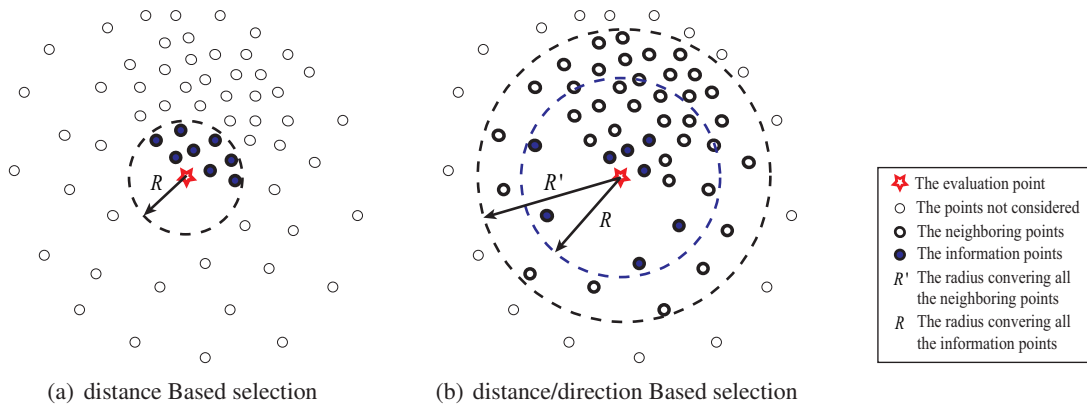 R
R'
R
The evaluation point
The points not considered
The neighboring points
The information points
R' The radius convering all
the neighboring points
R The radius convering all
the information points
(a) distance Based selection
(b) distance/direction Based selection